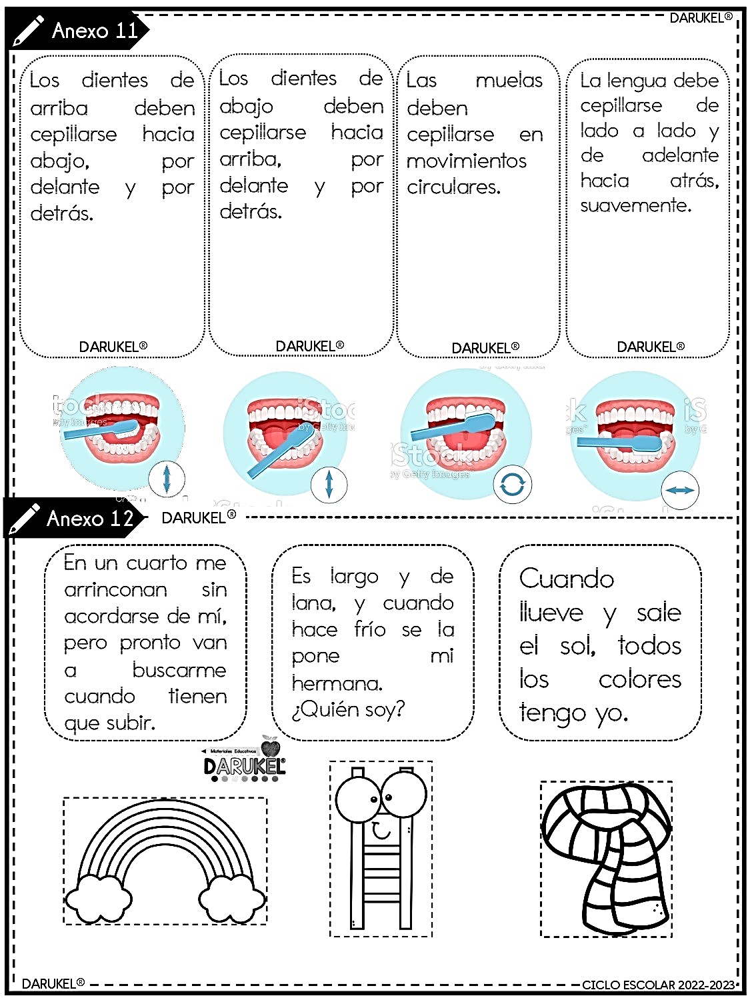 Anexo 11
DARUKEL®
Los dientes de
arriba deben
cepillarse hacia
abajo, por
delante y por
detrás.
DARUKEL®
Los dientes de
abajo deben
cepillarse hacia
arriba, por
delante y por
detrás.
DARUKEL®
Las muelas
deben
cepillarse en
movimientos
circulares.
DARUKEL®
La lengua debe
cepillarse de
lado a lado y
de adelante
hacia atrás,
suavemente.
DARUKEL®
iStock
by Getty Images™
Anexo 12
DARUKEL®
En un cuarto me
arrinconan sin
acordarse de mí,
pero pronto van
a buscarme
cuando tienen
que subir.
Es largo y de
lana, y cuando
hace frío se la
pone mi
hermana.
¿Quién soy?
Cuando
llueve y sale
el sol, todos
los colores
tengo yo.
Materiales Educativos
DARUKEL®
DARUKEL®
CICLO ESCOLAR 2022-2023